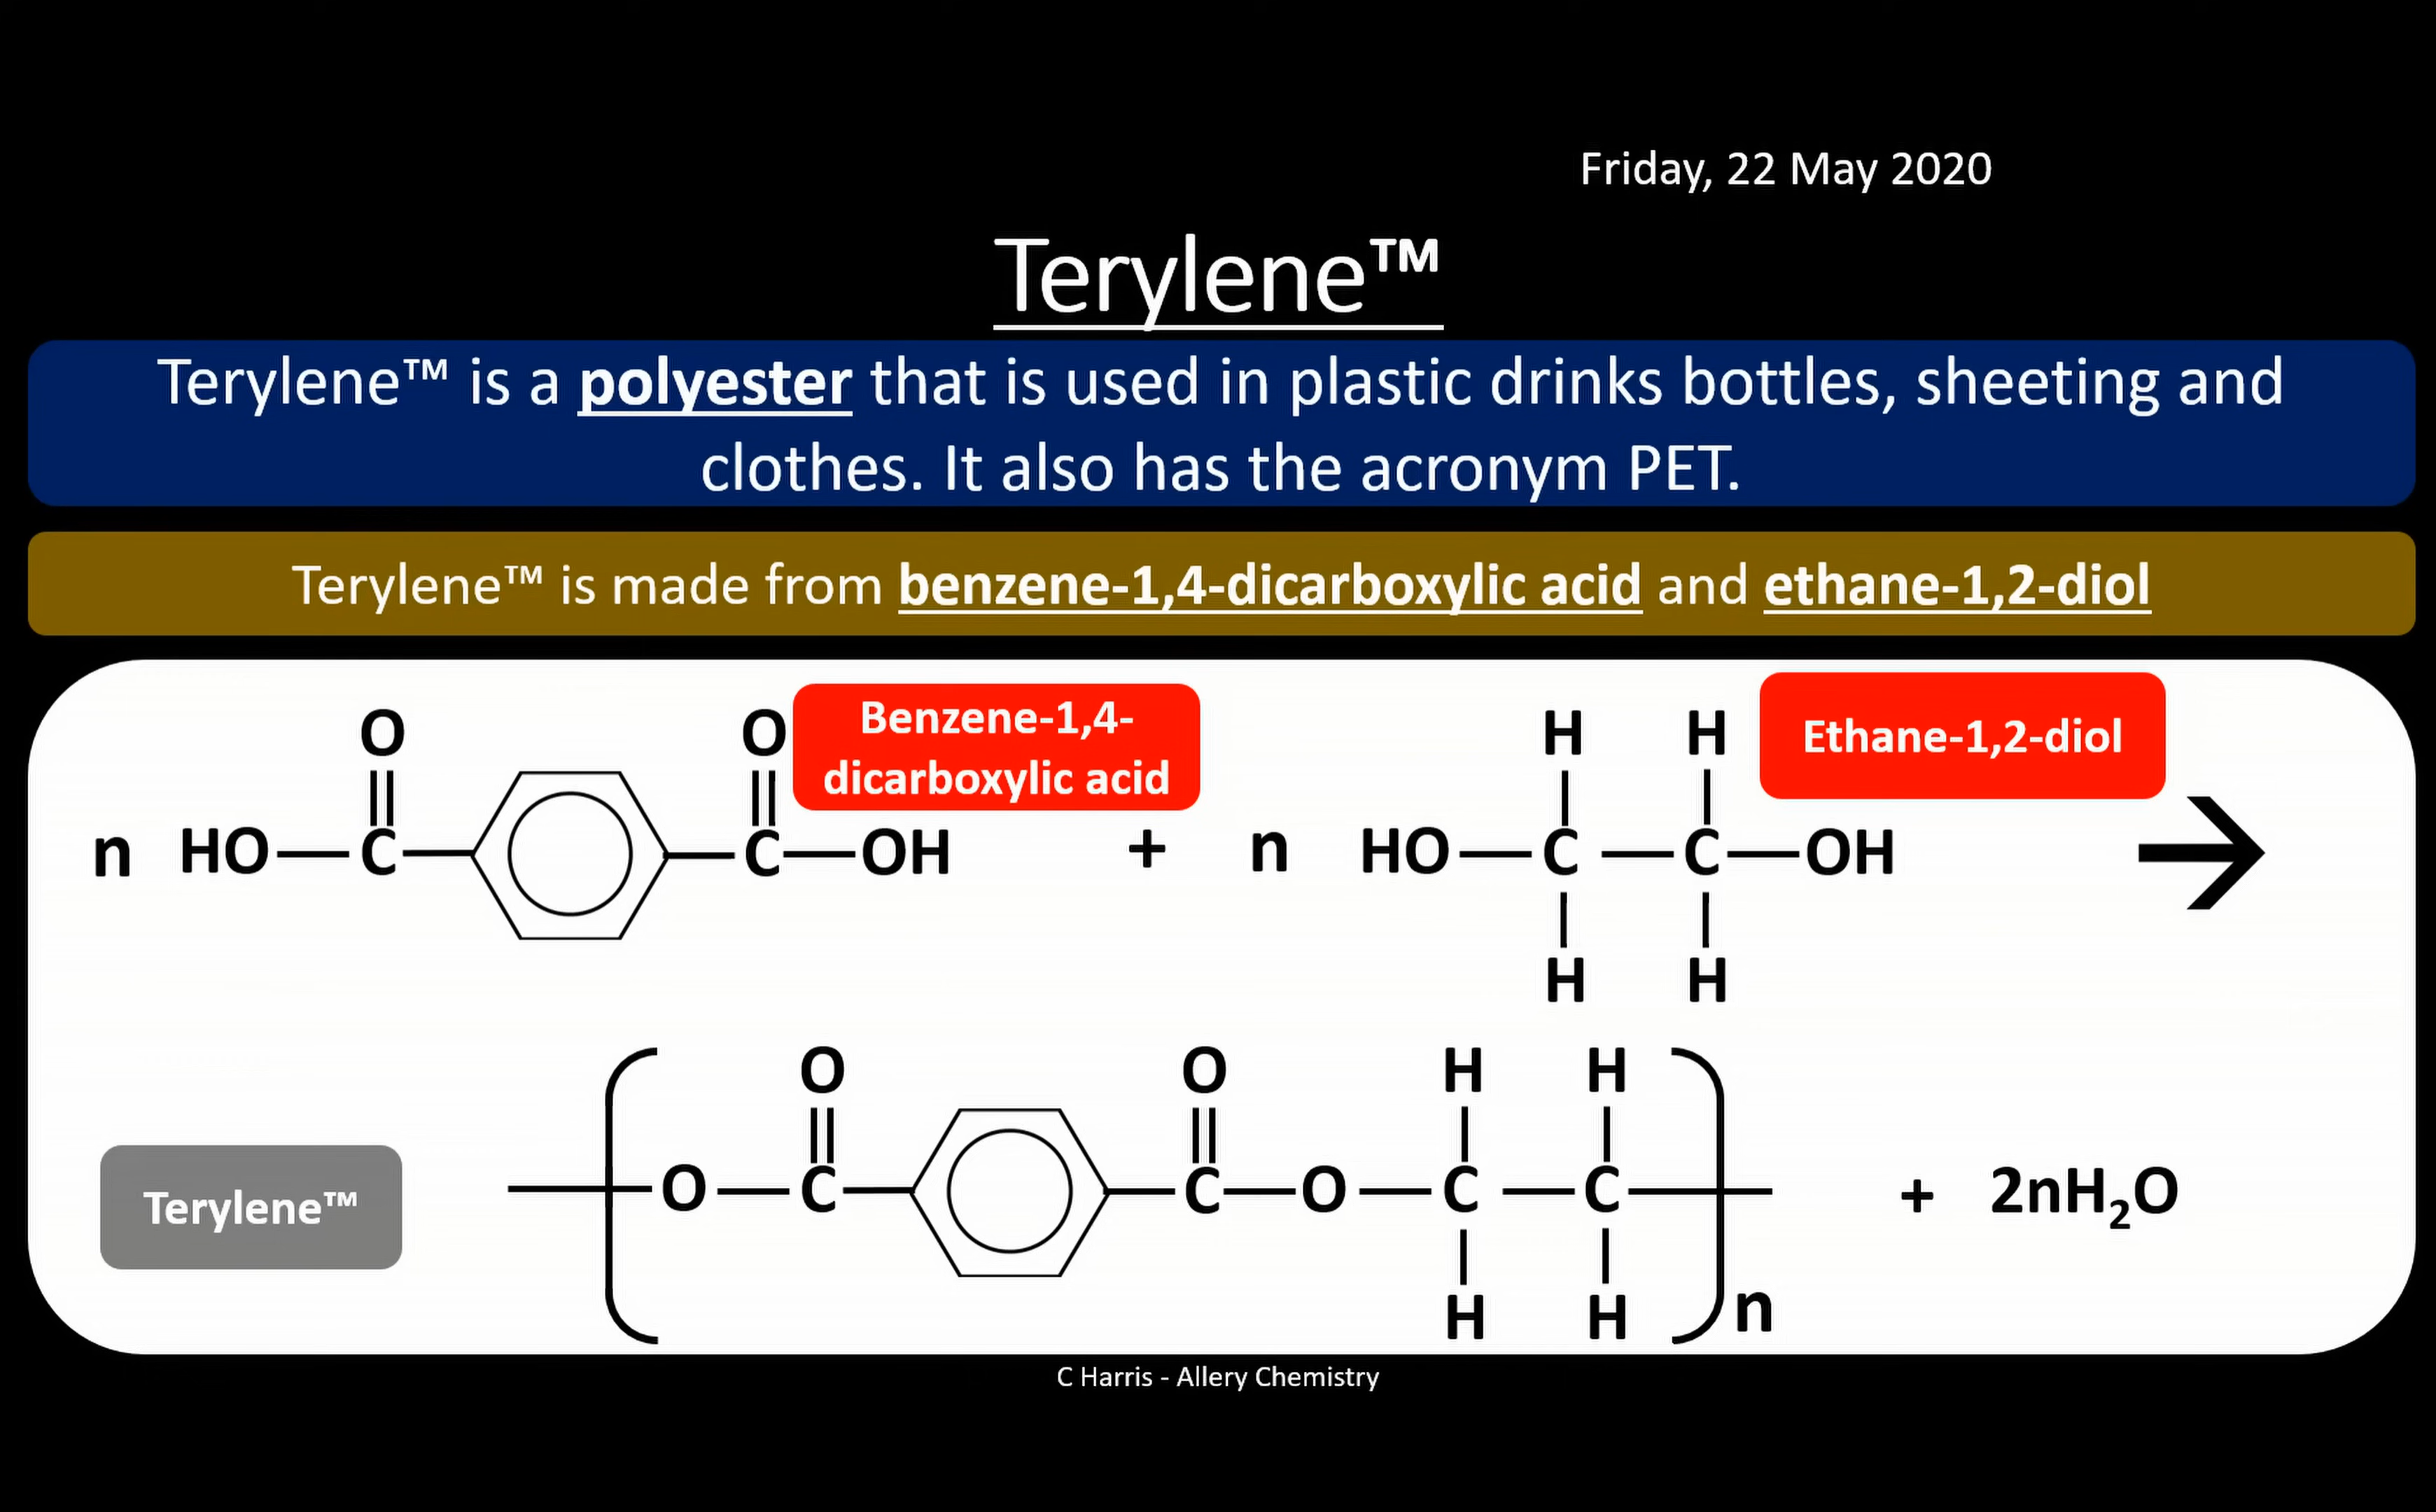 Friday, 22 May 2020
Terylene™
Terylene™ is a polyester that is used in plastic drinks bottles, sheeting and
clothes. It also has the acronym PET.
Terylene™ is made from benzene-1,4-dicarboxylic acid and ethane-1,2-diol
O O Benzene-1,4-
dicarboxylic acid
H H Ethane-1,2-diol
n HO C C OH + n HO C C OH →
H H
O O H H
Terylene™ O C C O C C + 2nH₂O
H H n
C Harris - Allery Chemistry